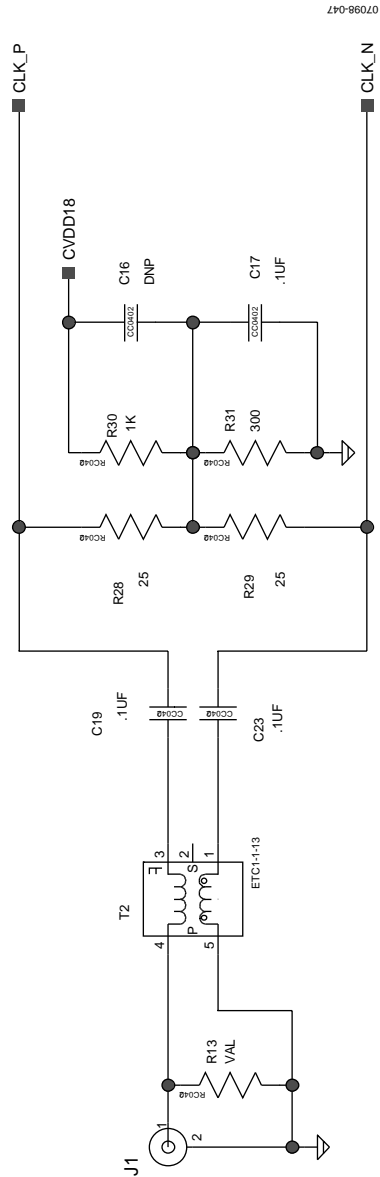 J1
1
2
R13
VAL
RC0402
T2
4
5
P
S
3
2
1
ETC1-1-13
C19
.1UF
CC0402
C23
.1UF
CC0402
R28
25
RC0402
R29
25
RC0402
R30
1K
RC0402
R31
300
RC0402
CVDD18
C16
DNP
CC0402
C17
.1UF
CC0402
CLK_P
CLK_N
07098-047